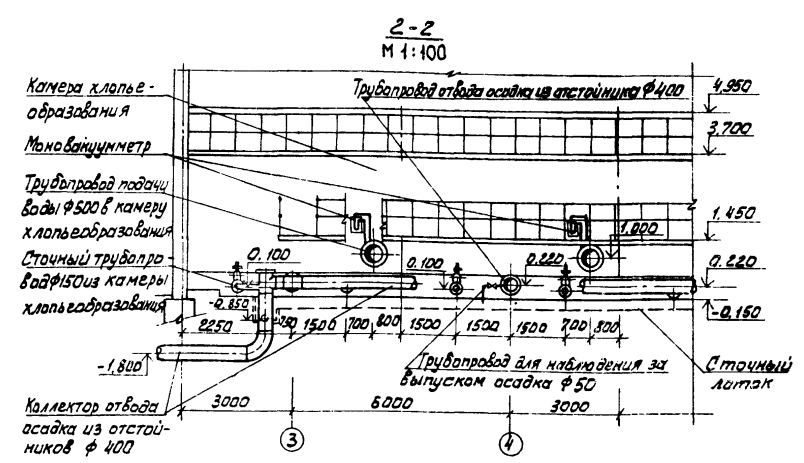 2-2
М 1:100
Камера хлопье-
образования
Моновакуумметр
Трубопровод подачи
воды ф500 в камеру
хлопьеобразования
Сточный трубопро
вод ф150 из камеры
хлопьеобразования
Трубопровод отвода осадка из отстойника ф 400
4,950
3,700
1.450
1.000
0.220
-0,150
0.100
0.100
0.220
-0.850
2250
750
1500
700
800
1500
1500
1500
700
800
-1,800
Трубопровод для наблюдения за
выпуском осадка ф 50
Сточный
лоток
Коллектор отвода
осадка из отстой-
ников ф 400
3000
6000
3000
3
4